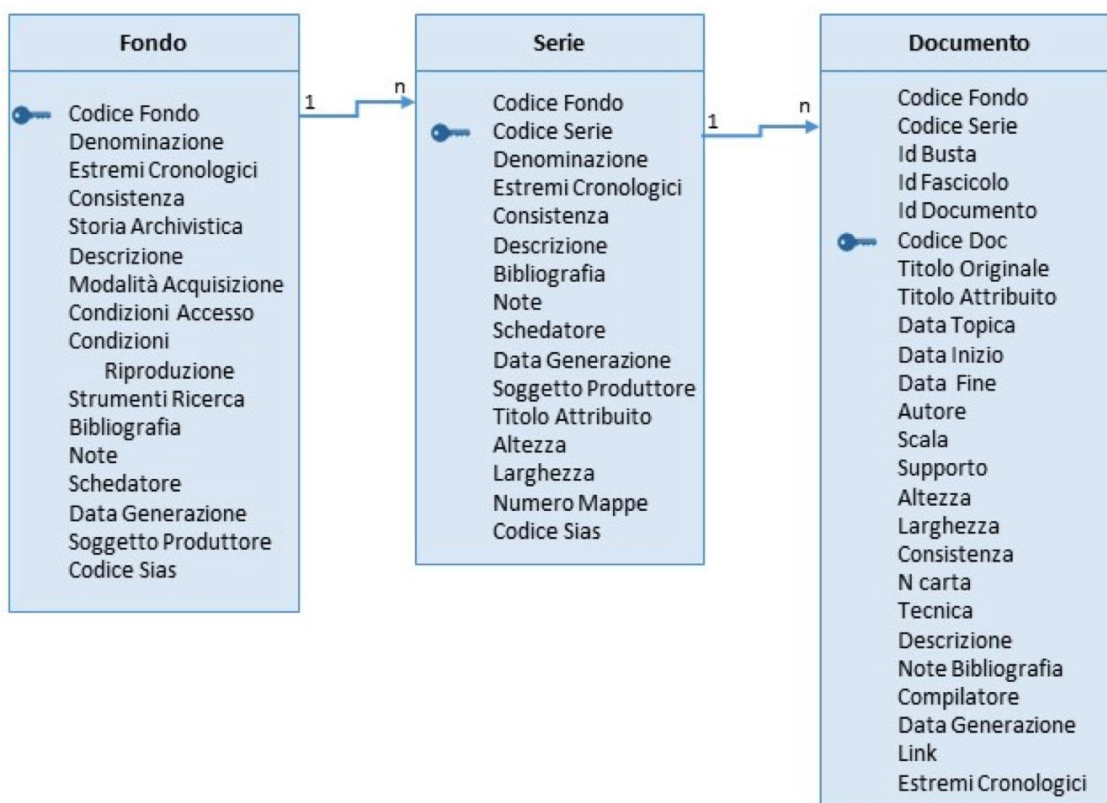 Fondo
Codice Fondo
Denominazione
Estremi Cronologici
Consistenza
Storia Archivistica
Descrizione
Modalità Acquisizione
Condizioni Accesso
Condizioni
Riproduzione
Strumenti Ricerca
Bibliografia
Note
Schedatore
Data Generazione
Soggetto Produttore
Codice Sias
1
n
Serie
Codice Fondo
Codice Serie
Denominazione
Estremi Cronologici
Consistenza
Descrizione
Bibliografia
Note
Schedatore
Data Generazione
Soggetto Produttore
Titolo Attribuito
Altezza
Larghezza
Numero Mappe
Codice Sias
1
n
Documento
Codice Fondo
Codice Serie
Id Busta
Id Fascicolo
Id Documento
Codice Doc
Titolo Originale
Titolo Attribuito
Data Topica
Data Inizio
Data Fine
Autore
Scala
Supporto
Altezza
Larghezza
Consistenza
N carta
Tecnica
Descrizione
Note Bibliografia
Compilatore
Data Generazione
Link
Estremi Cronologici